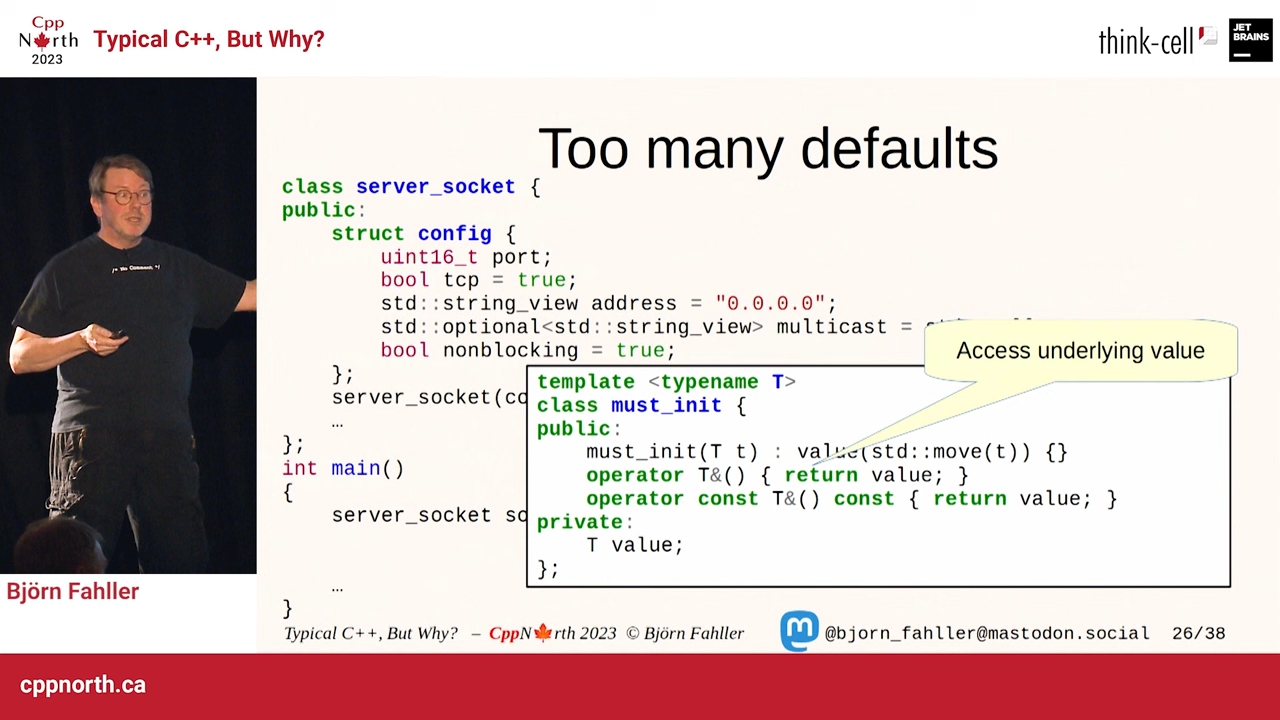 Cpp
North
2023
Typical C++, But Why?
think-cell
JET
BRAINS
/* No Comment. */
Too many defaults
class server_socket {
public:
struct config {
uint16_t port;
bool tcp = true;
std::string_view address = "0.0.0.0";
std::optional<std::string_view> multicast =
bool nonblocking = true;
};
server_socket(co
…
};
int main()
{
server_socket so
…
}
Access underlying value
template <typename T>
class must_init {
public:
must_init(T t) : value(std::move(t)) {}
operator T&() { return value; }
operator const T&() const { return value; }
private:
T value;
};
Björn Fahller
Typical C++, But Why? – CppNorth 2023 © Björn Fahller
m
@bjorn_fahller@mastodon.social 26/38
cppnorth.ca